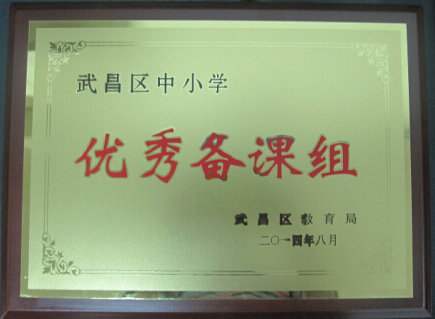 武昌区中小学
优秀备课组
武昌区教育局
二〇一四年八月